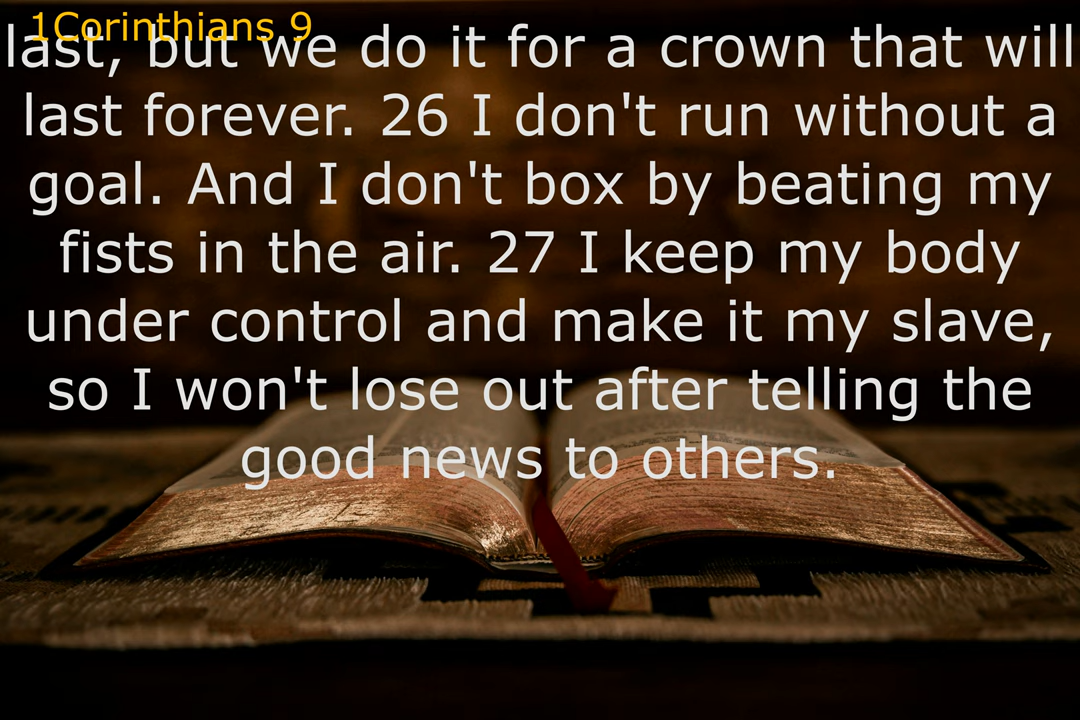 1Corinthians 9
last, but we do it for a crown that will
last forever. 26 I don't run without a
goal. And I don't box by beating my
fists in the air. 27 I keep my body
under control and make it my slave,
so I won't lose out after telling the
good news to others.